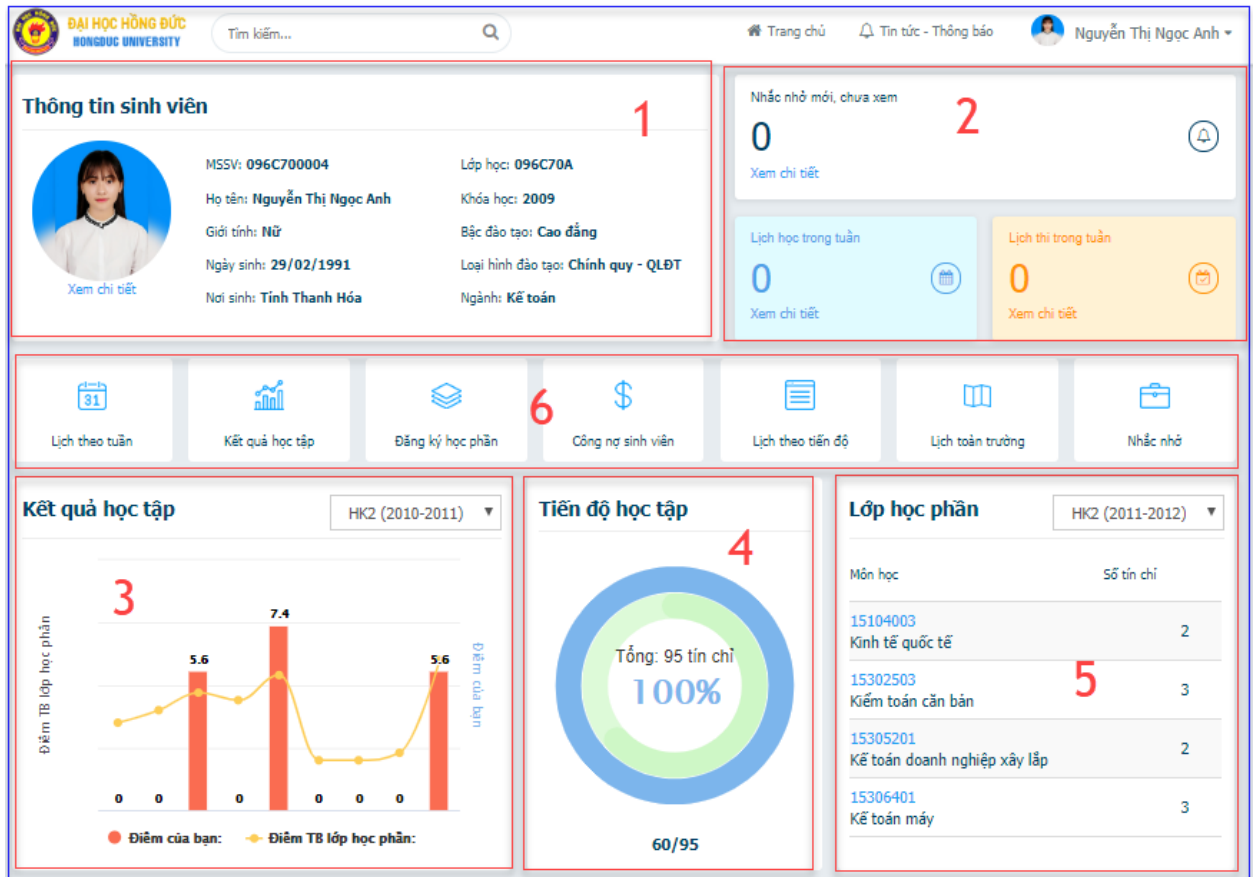 ĐẠI HỌC HỒNG ĐỨC
HONGDUC UNIVERSITY
Tìm kiếm...
Trang chủ
Tin tức - Thông báo
Nguyễn Thị Ngọc Anh
Thông tin sinh viên
1
MSSV: 096C700004
Lớp học: 096C70A
Họ tên: Nguyễn Thị Ngọc Anh
Khóa học: 2009
Giới tính: Nữ
Bậc đào tạo: Cao đẳng
Ngày sinh: 29/02/1991
Loại hình đào tạo: Chính quy - QLĐT
Nơi sinh: Tỉnh Thanh Hóa
Ngành: Kế toán
Xem chi tiết
Nhắc nhở mới, chưa xem
2
0
Xem chi tiết
Lịch học trong tuần
0
Xem chi tiết
Lịch thi trong tuần
0
Xem chi tiết
31
6
Lịch theo tuần
Kết quả học tập
Đăng ký học phần
Công nợ sinh viên
Lịch theo tiến độ
Lịch toàn trường
Nhắc nhở
Kết quả học tập
HK2 (2010-2011)
3
Điểm TB lớp học phần
Điểm của bạn
7.4
5.6
5.6
0 0 0 0 0 0
Điểm của bạn:
Điểm TB lớp học phần:
Tiến độ học tập
4
Tổng: 95 tín chỉ
100%
60/95
Lớp học phần
HK2 (2011-2012)
Môn học
Số tín chỉ
15104003
Kinh tế quốc tế
2
5
15302503
Kiểm toán căn bản
3
15305201
Kế toán doanh nghiệp xây lắp
2
15306401
Kế toán máy
3